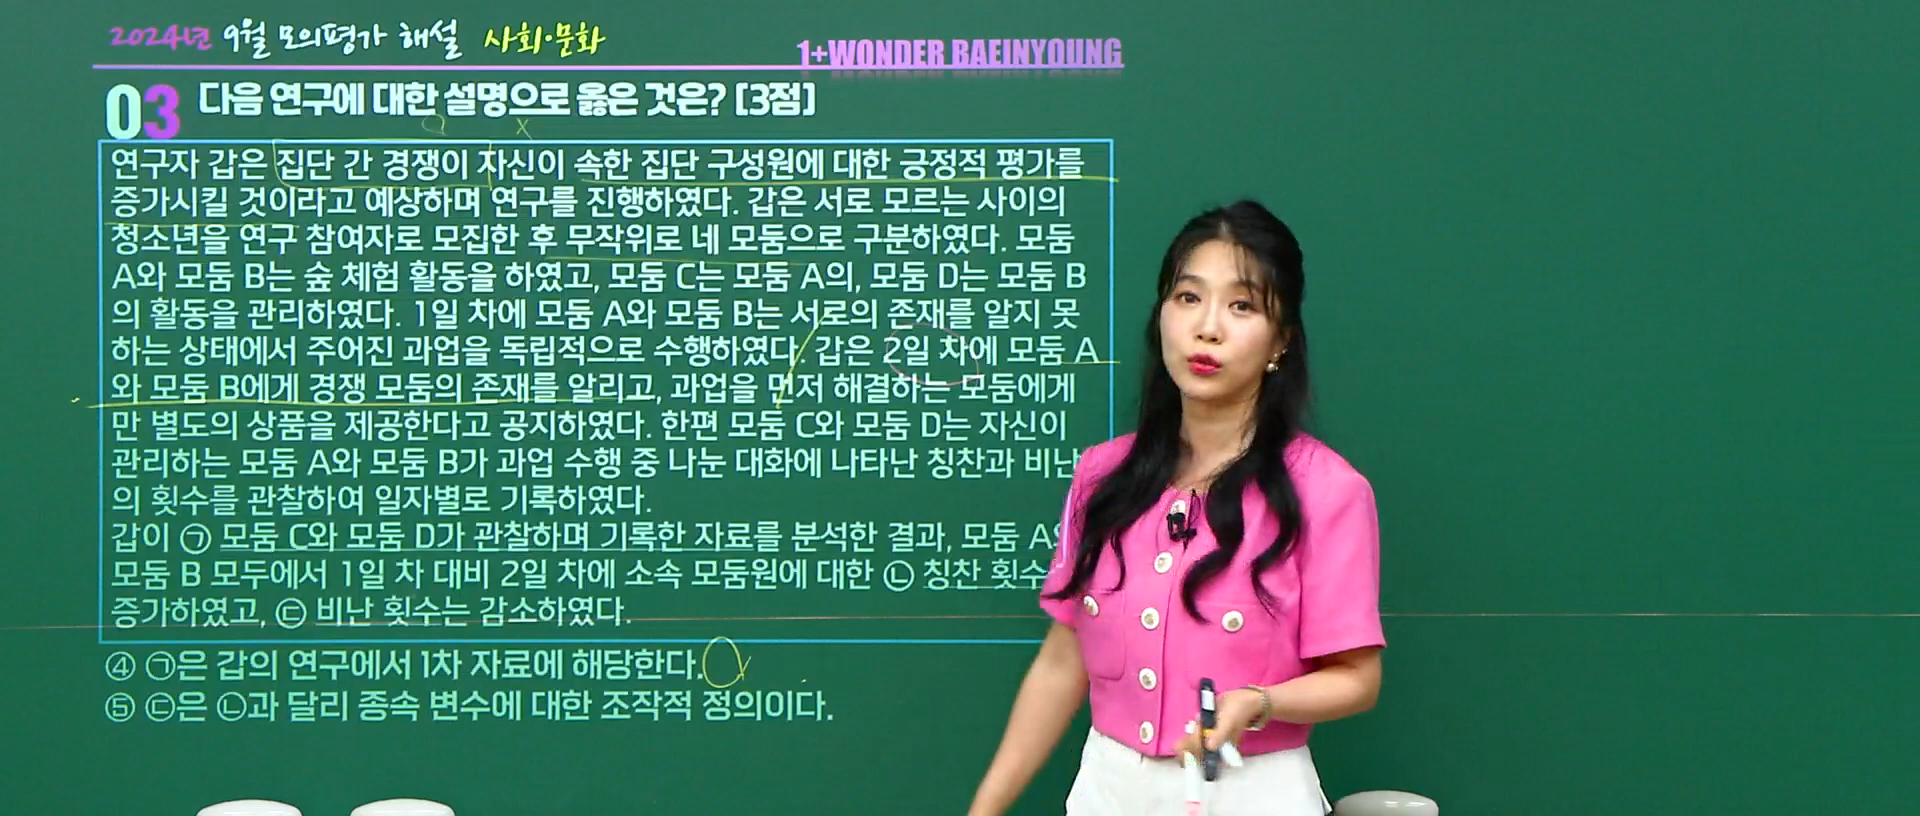 2024년 9월 모의평가 해설 사회·문화
1+WONDER BAEINYOUNG
03 다음 연구에 대한 설명으로 옳은 것은? [3점]
연구자 갑은 집단 간 경쟁이 자신이 속한 집단 구성원에 대한 긍정적 평가를
증가시킬 것이라고 예상하며 연구를 진행하였다. 갑은 서로 모르는 사이의
청소년을 연구 참여자로 모집한 후 무작위로 네 모둠으로 구분하였다. 모둠
A와 모둠 B는 숲 체험 활동을 하였고, 모둠 C는 모둠 A의, 모둠 D는 모둠 B
의 활동을 관리하였다. 1일 차에 모둠 A와 모둠 B는 서로의 존재를 알지 못
하는 상태에서 주어진 과업을 독립적으로 수행하였다. 갑은 2일 차에 모둠 A
와 모둠 B에게 경쟁 모둠의 존재를 알리고, 과업을 먼저 해결하는 모둠에게
만 별도의 상품을 제공한다고 공지하였다. 한편 모둠 C와 모둠 D는 자신이
관리하는 모둠 A와 모둠 B가 과업 수행 중 나눈 대화에 나타난 칭찬과 비난
의 횟수를 관찰하여 일자별로 기록하였다.
갑이 ㉠ 모둠 C와 모둠 D가 관찰하며 기록한 자료를 분석한 결과, 모둠 A
모둠 B 모두에서 1일 차 대비 2일 차에 소속 모둠원에 대한 ㉡ 칭찬 횟수
증가하였고, ㉢ 비난 횟수는 감소하였다.
④ ㉠은 갑의 연구에서 1차 자료에 해당한다.
⑤ ㉢은 ㉡과 달리 종속 변수에 대한 조작적 정의이다.